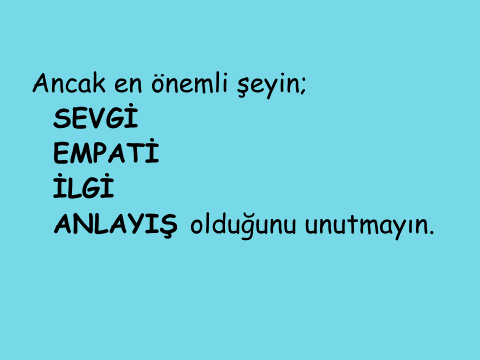 Ancak en önemli şeyin;
SEVGİ
EMPATİ
İLGİ
ANLAYIŞ olduğunu unutmayın.